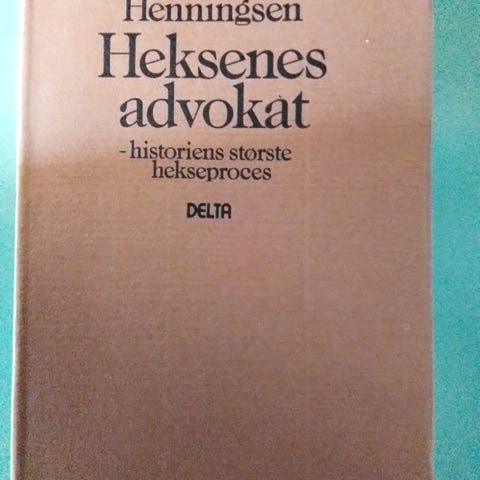 Henningsen
Heksenes
advokat
- historiens største
hekseproces
DELTA